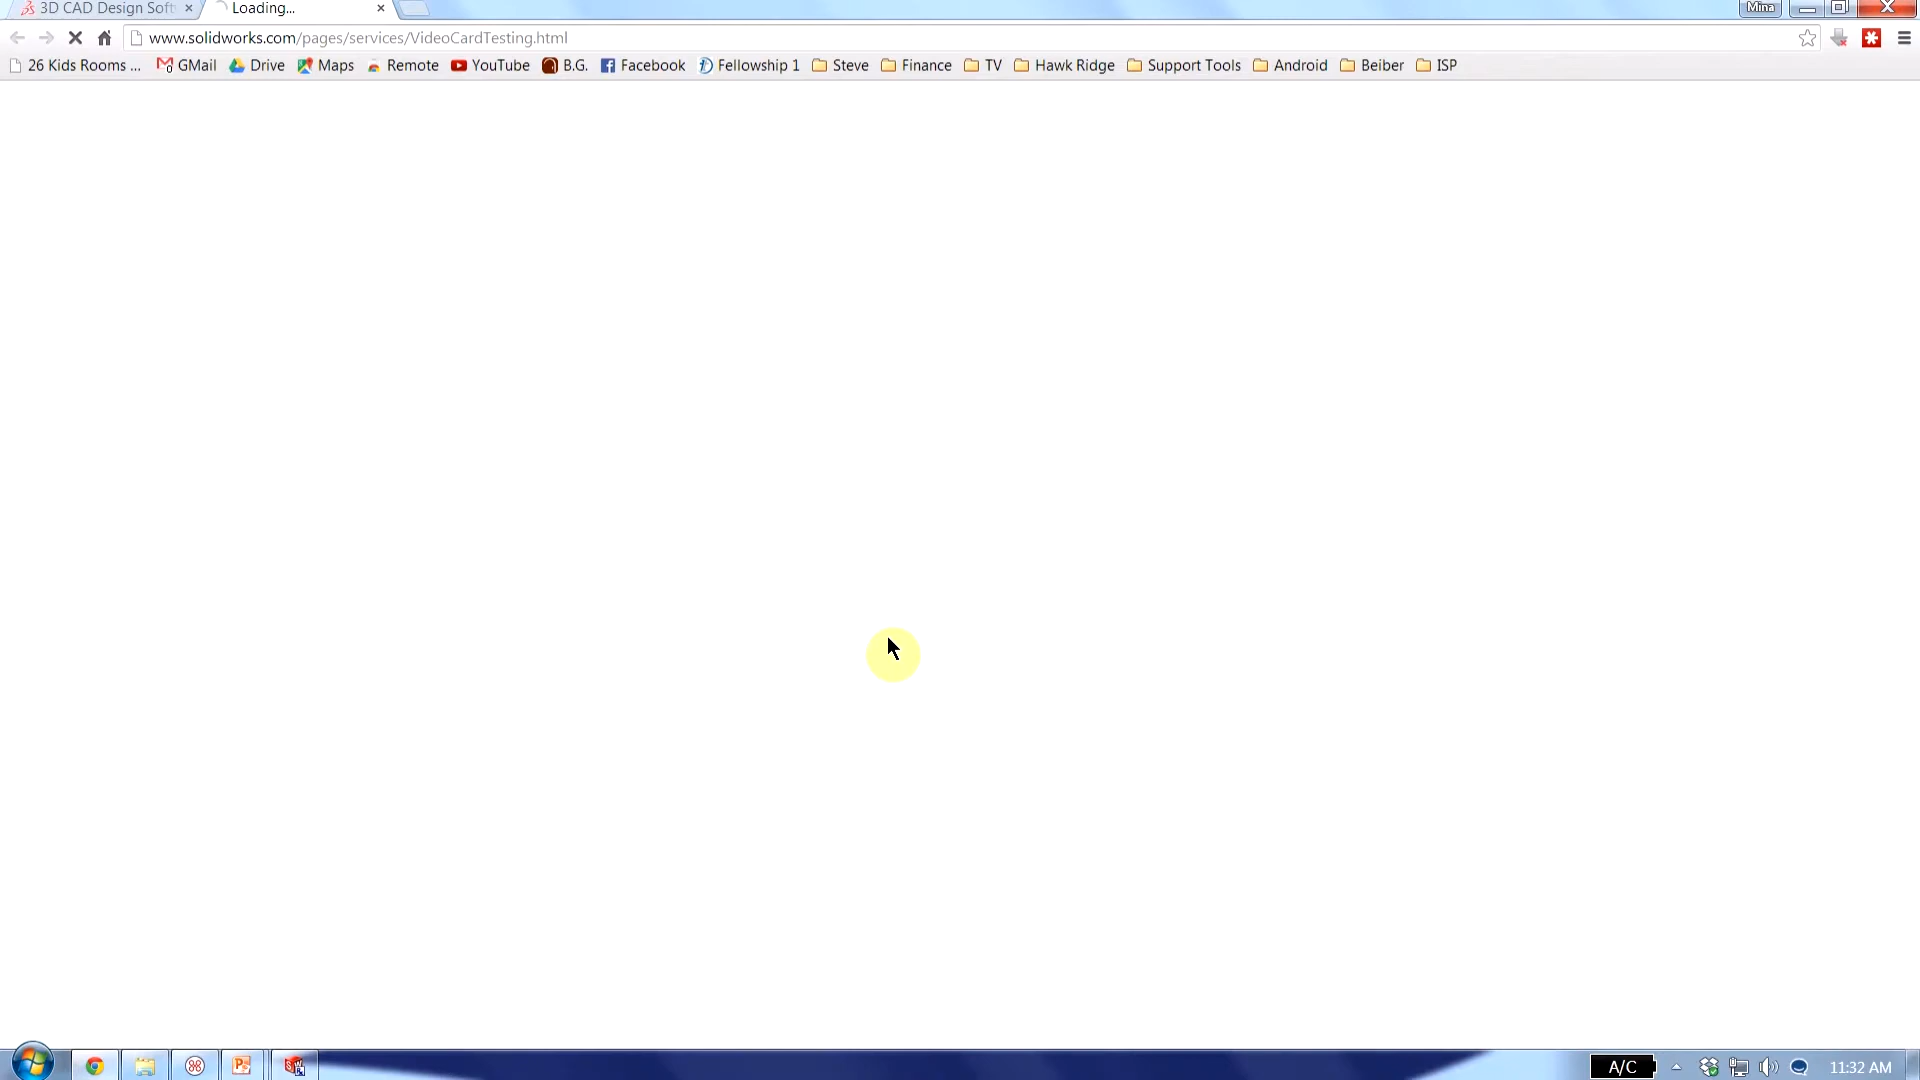 3D CAD Design Soft
Loading...
Mina
www.solidworks.com/pages/services/VideoCardTesting.html
26 Kids Rooms ... GMail Drive Maps Remote YouTube B.G. Facebook Fellowship 1 Steve Finance TV Hawk Ridge Support Tools Android Beiber ISP
A/C 11:32 AM